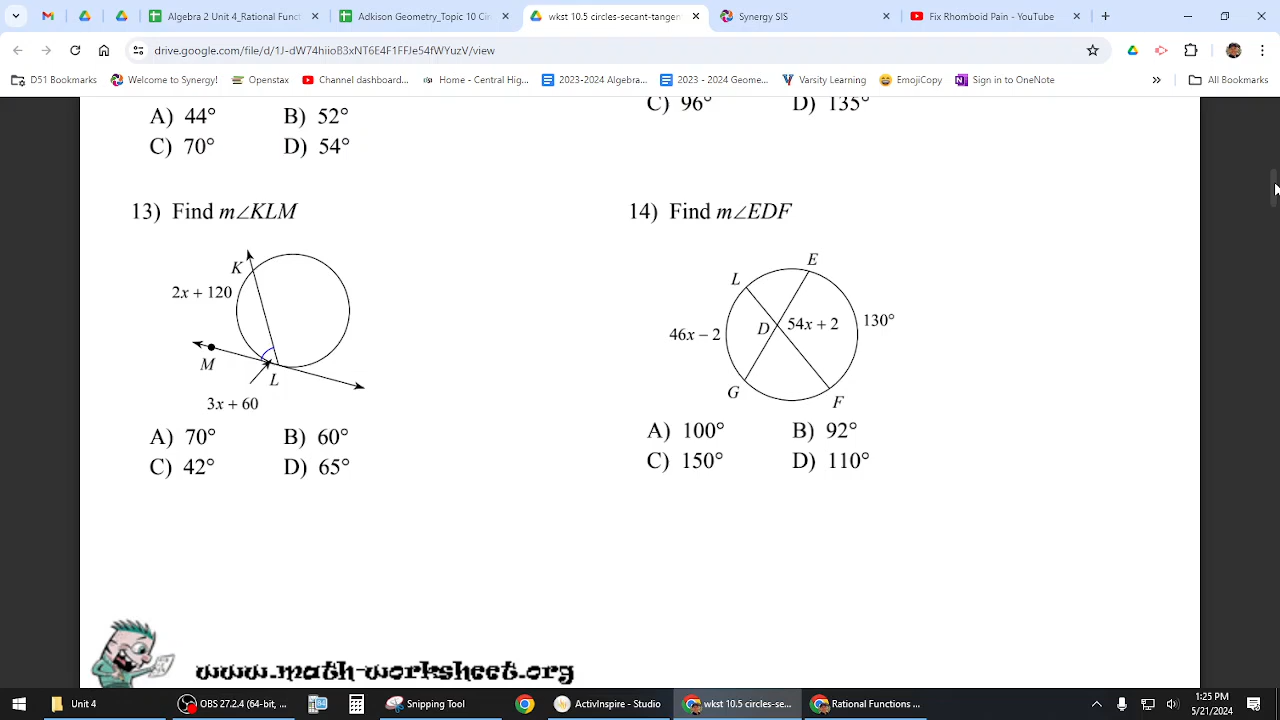 Algebra 2 Unit 10 Circles
Adkison Geometry_Topic 10 Cir
wkst 10.5 circles-secant-tanger
Synergy SIS
Fix Rhomboid Pain - YouTube
drive.google.com/file/d/1J-dW74hiioB3xNT6E4F1FFJe54fWYuzV/view
D51 Bookmarks
Welcome to Synergy!
Openstax
Channel dashboard...
Home - Central Hig...
2023-2024 Algebra...
2023 - 2024 Geome...
Varsity Learning
EmojiCopy
Sign in to OneNote
»
All Bookmarks
A) 44° B) 52°
C) 70° D) 54°
C) 96° D) 135°
13) Find m∠KLM
K
2x + 120
M
L
3x + 60
A) 70° B) 60°
C) 42° D) 65°
14) Find m∠EDF
E
L
46x − 2
D
54x + 2
130°
G
F
A) 100° B) 92°
C) 150° D) 110°
www.math-worksheet.org
Unit 4
OBS 27.2.4 (64-bit, ...
Snipping Tool
ActivInspire - Studio
wkst 10.5 circles-se...
Rational Functions ...
1:25 PM
5/21/2024